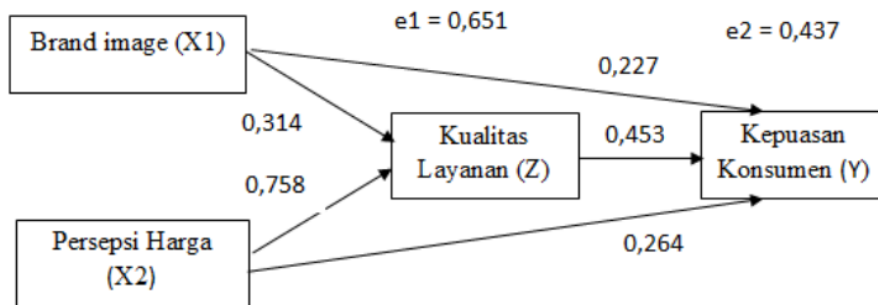 e1 = 0,651
e2 = 0,437
Brand image (X1)
0,227
0,314
Kualitas
Layanan (Z)
0,453
Kepuasan
Konsumen (Y)
0,758
Persepsi Harga
(X2)
0,264